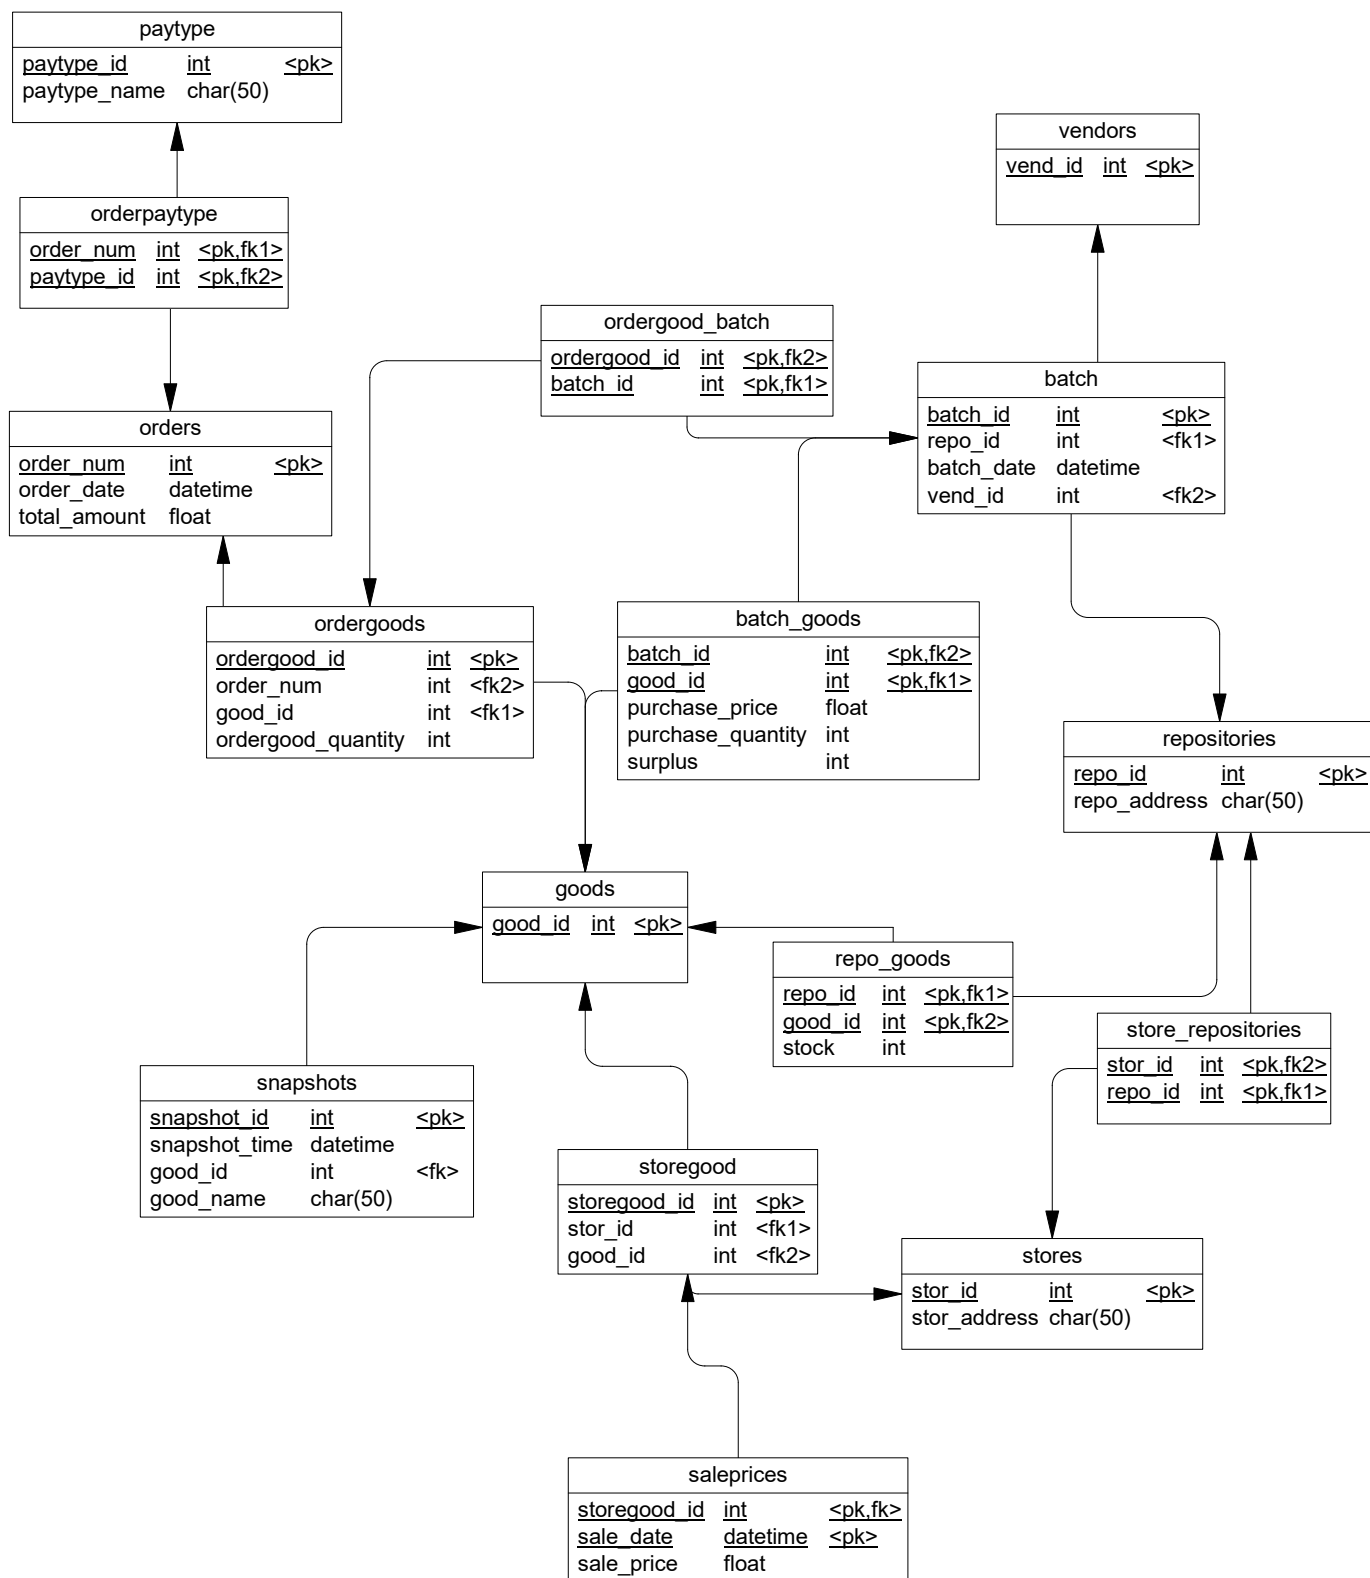 paytype
paytype_id int <pk>
paytype_name char(50)
vendors
vend_id int <pk>
orderpaytype
order_num int <pk,fk1>
paytype_id int <pk,fk2>
ordergood_batch
ordergood_id int <pk,fk2>
batch_id int <pk,fk1>
batch
batch_id int <pk>
repo_id int <fk1>
batch_date datetime
vend_id int <fk2>
orders
order_num int <pk>
order_date datetime
total_amount float
ordergoods
ordergood_id int <pk>
order_num int <fk2>
good_id int <fk1>
ordergood_quantity int
batch_goods
batch_id int <pk,fk2>
good_id int <pk,fk1>
purchase_price float
purchase_quantity int
surplus int
repositories
repo_id int <pk>
repo_address char(50)
goods
good_id int <pk>
repo_goods
repo_id int <pk,fk1>
good_id int <pk,fk2>
stock int
store_repositories
stor_id int <pk,fk2>
repo_id int <pk,fk1>
snapshots
snapshot_id int <pk>
snapshot_time datetime
good_id int <fk>
good_name char(50)
storegood
storegood_id int <pk>
stor_id int <fk1>
good_id int <fk2>
stores
stor_id int <pk>
stor_address char(50)
saleprices
storegood_id int <pk,fk>
sale_date datetime <pk>
sale_price float